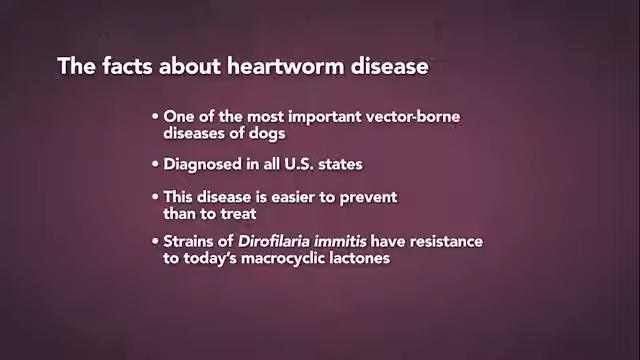 The facts about heartworm disease
• One of the most important vector-borne
diseases of dogs
• Diagnosed in all U.S. states
• This disease is easier to prevent
than to treat
• Strains of Dirofilaria immitis have resistance
to today's macrocyclic lactones